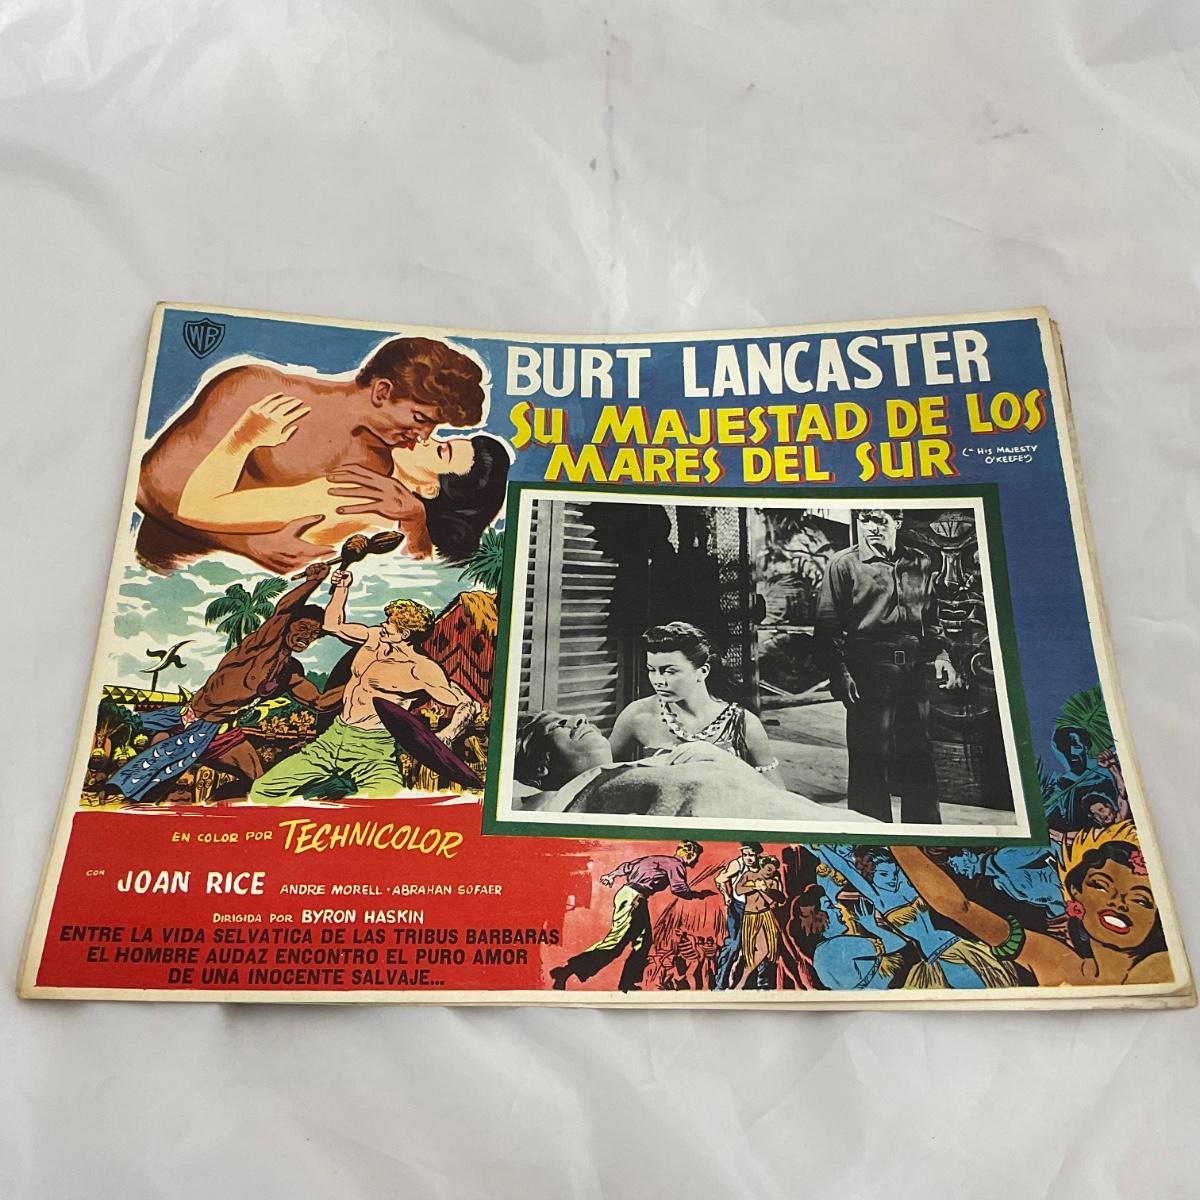 WB
BURT LANCASTER
SU MAJESTAD DE LOS
MARES DEL SUR
(" HIS MAJESTY
O'KEEFE")
EN COLOR POR TECHNICOLOR
CON JOAN RICE ANDRE MORELL · ABRAHAN SOFAER
DIRIGIDA POR BYRON HASKIN
ENTRE LA VIDA SELVATICA DE LAS TRIBUS BARBARAS
EL HOMBRE AUDAZ ENCONTRO EL PURO AMOR
DE UNA INOCENTE SALVAJE...